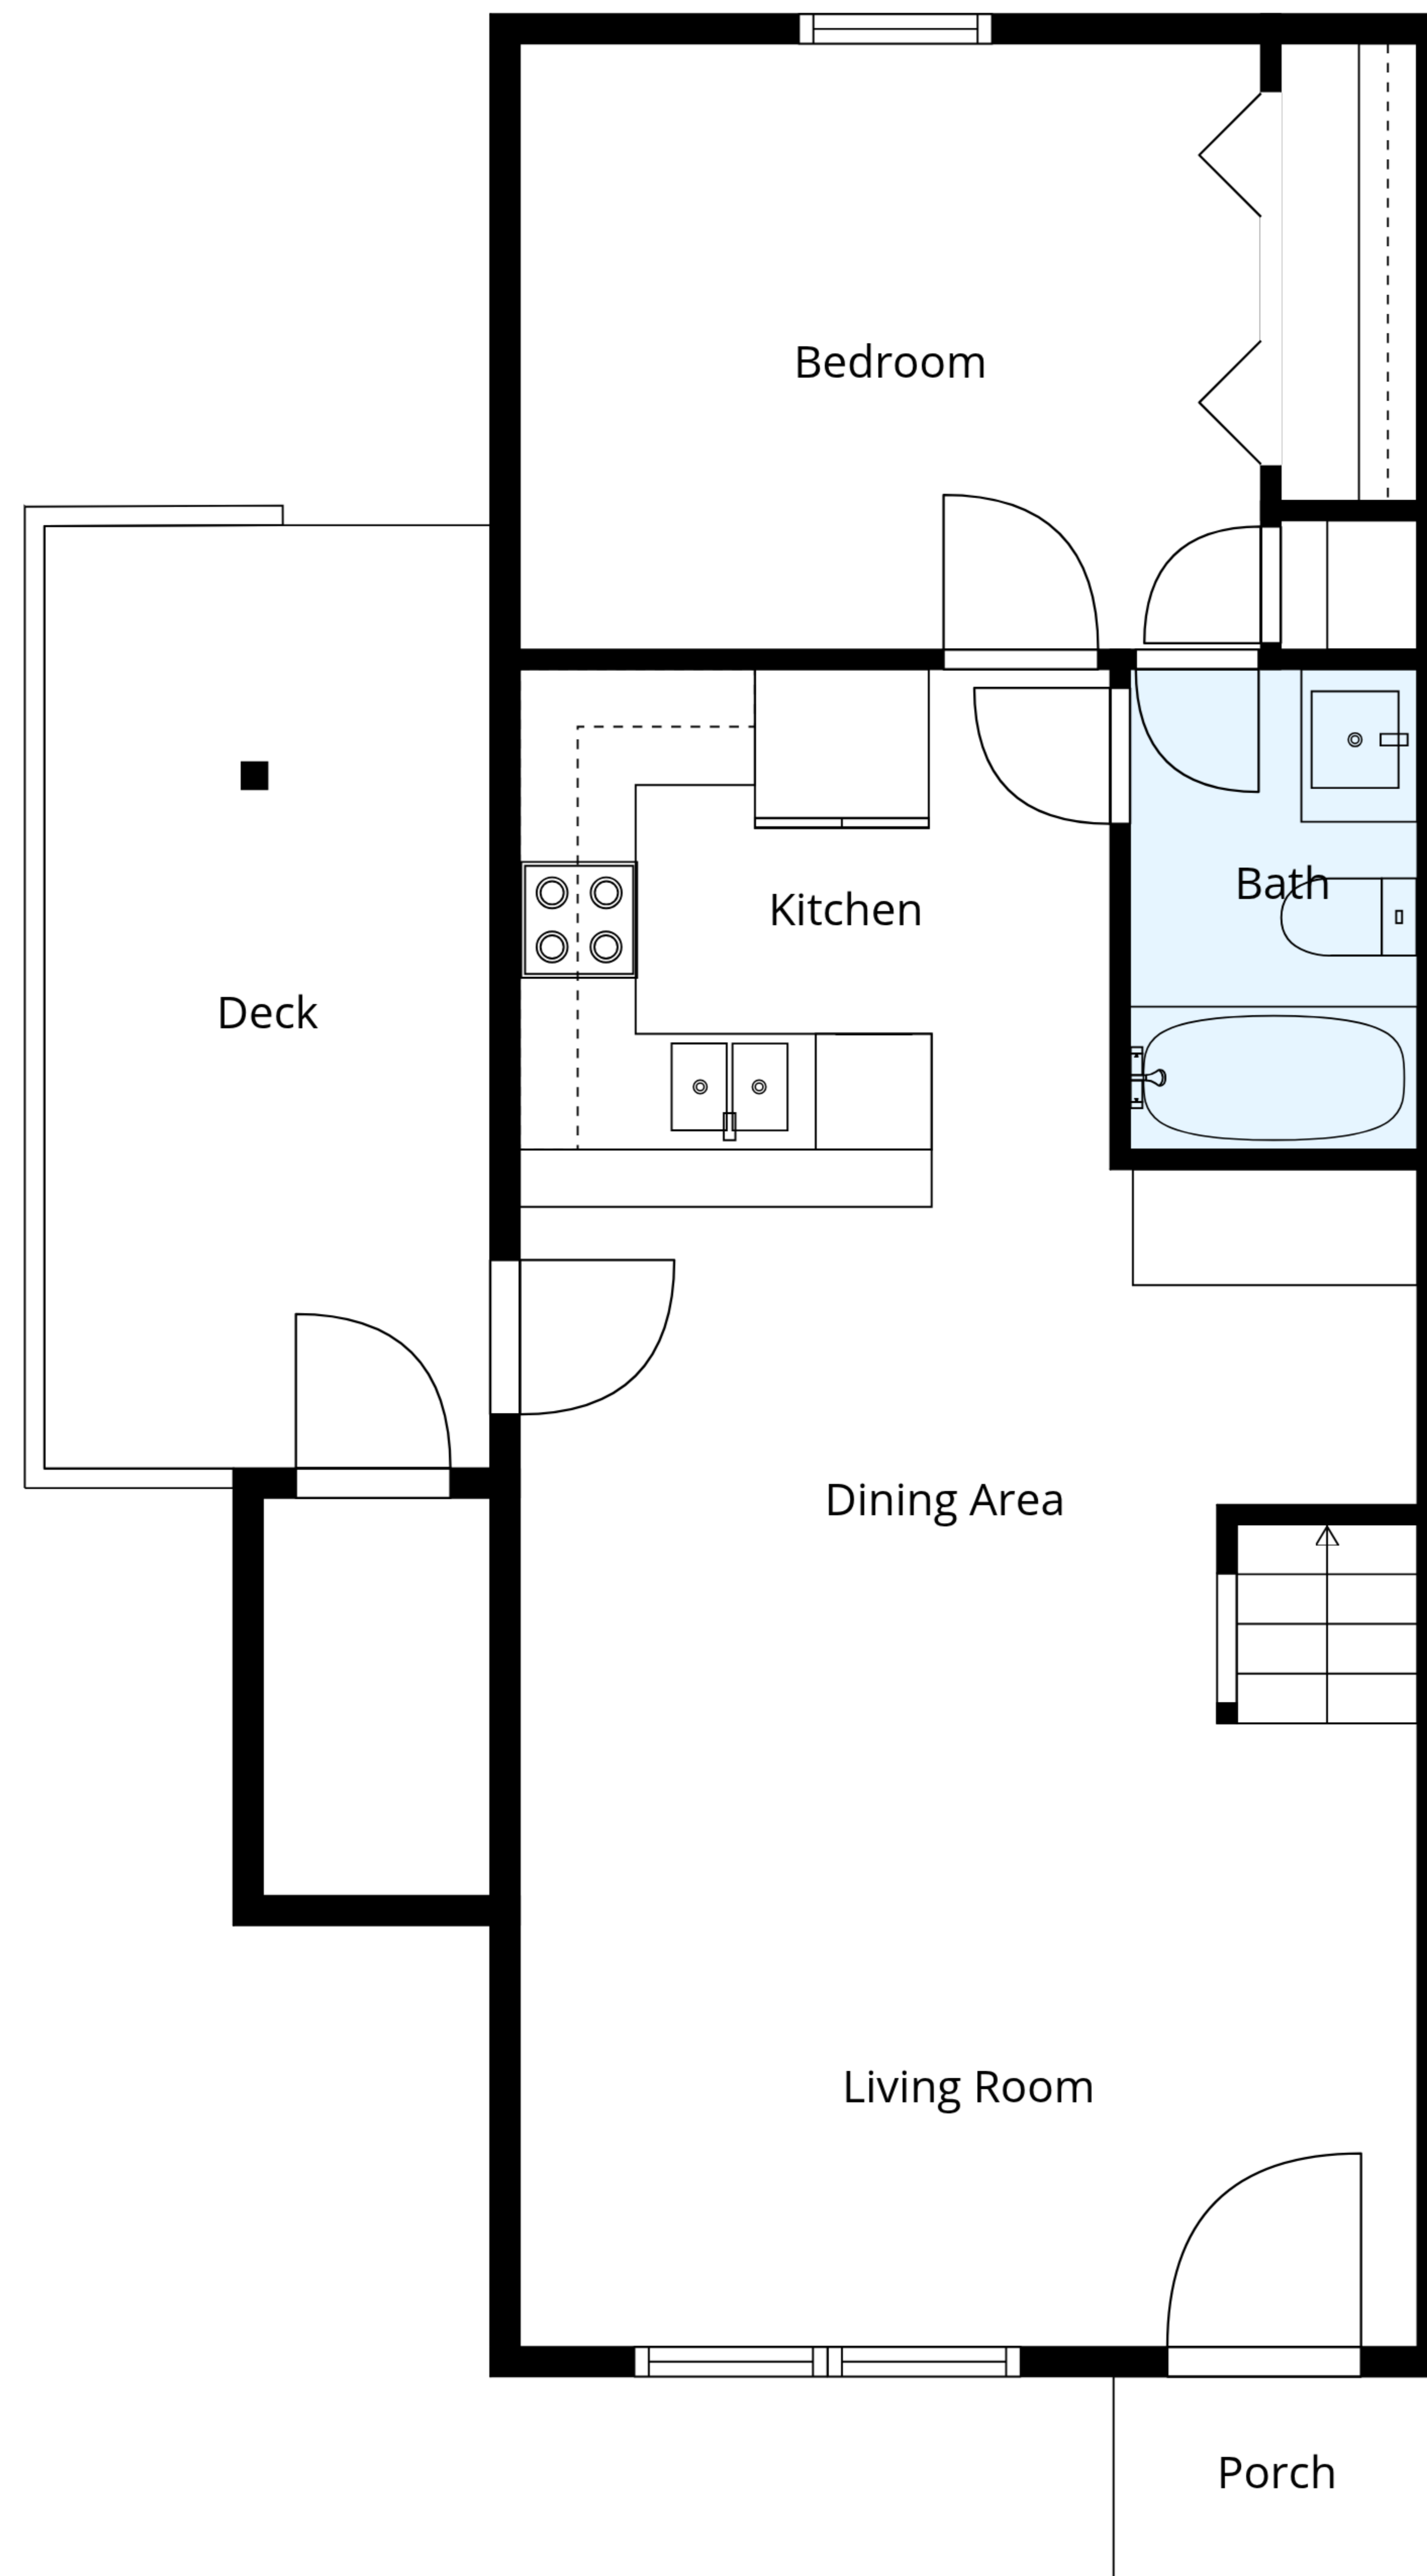 Bedroom
Bath
Kitchen
Deck
Dining Area
Living Room
Porch